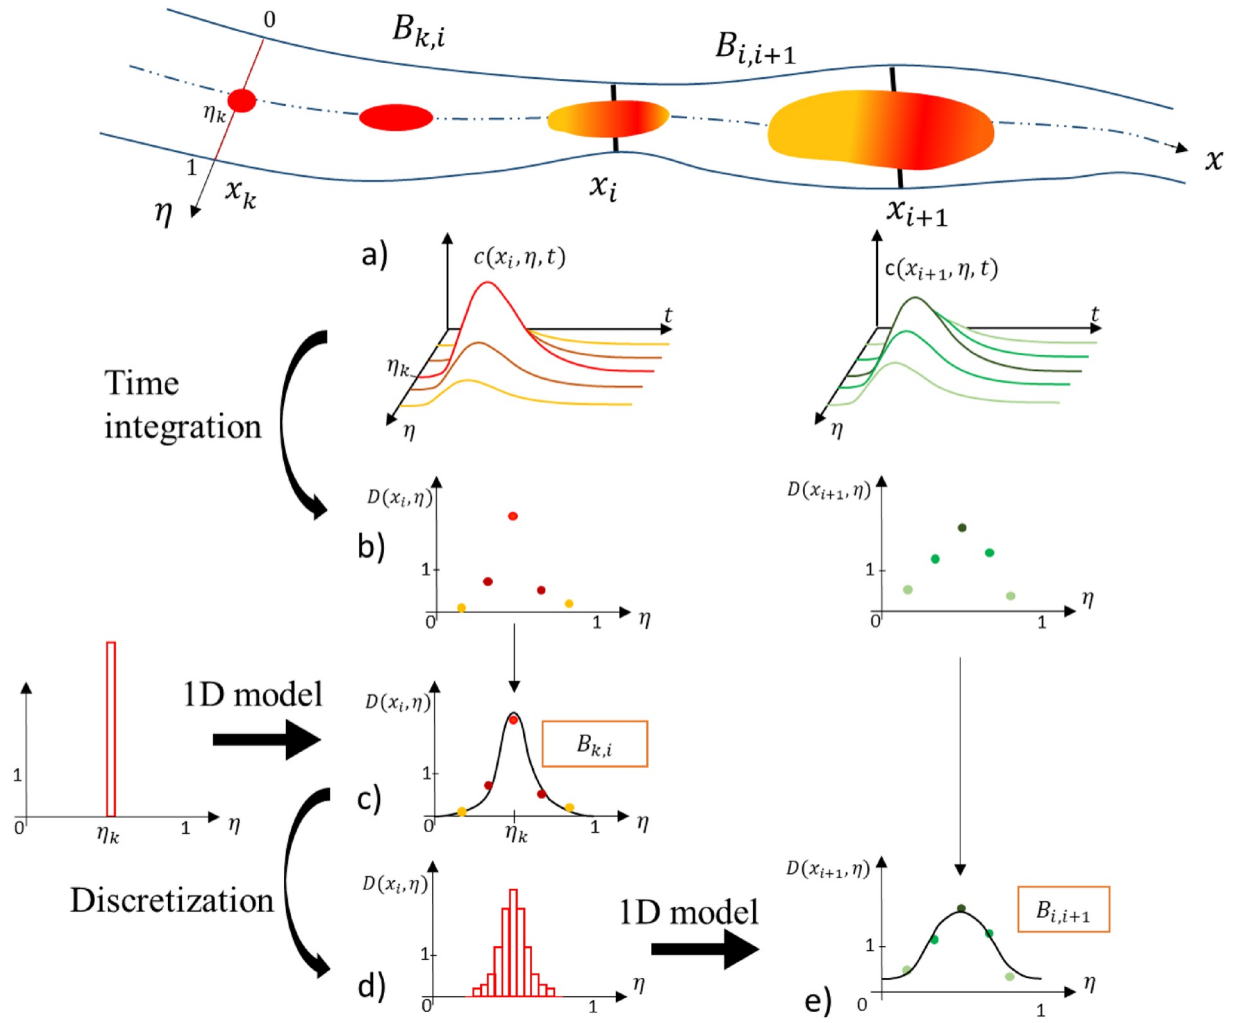 0
B_{k,i}
B_{i,i+1}
η_k
1
x_k
η
x_i
x_{i+1}
x
a)
c(x_i, η, t)
t
η_k
η
c(x_{i+1}, η, t)
t
η
Time
integration
b)
D(x_i, η)
1
0
1
η
D(x_{i+1}, η)
1
0
1
η
1
0
η_k
1
η
1D model
c)
D(x_i, η)
1
0
η_k
1
η
B_{k,i}
Discretization
d)
D(x_i, η)
1
0
1
η
1D model
e)
D(x_{i+1}, η)
1
0
1
η
B_{i,i+1}